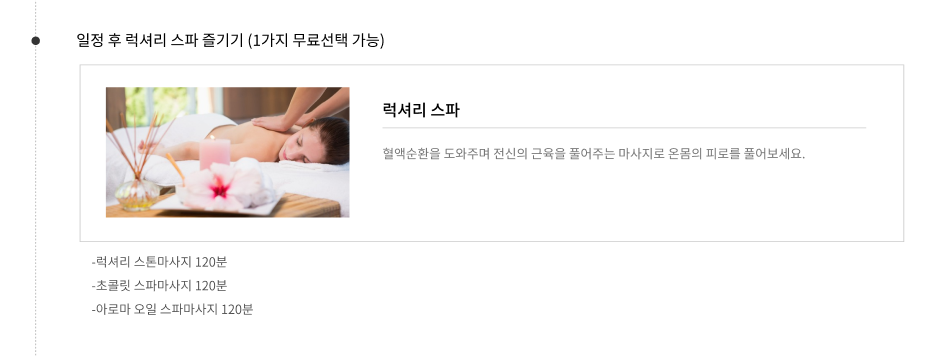 일정 후 럭셔리 스파 즐기기 (1가지 무료선택 가능)
럭셔리 스파
혈액순환을 도와주며 전신의 근육을 풀어주는 마사지로 온몸의 피로를 풀어보세요.
-럭셔리 스톤마사지 120분
-초콜릿 스파마사지 120분
-아로마 오일 스파마사지 120분